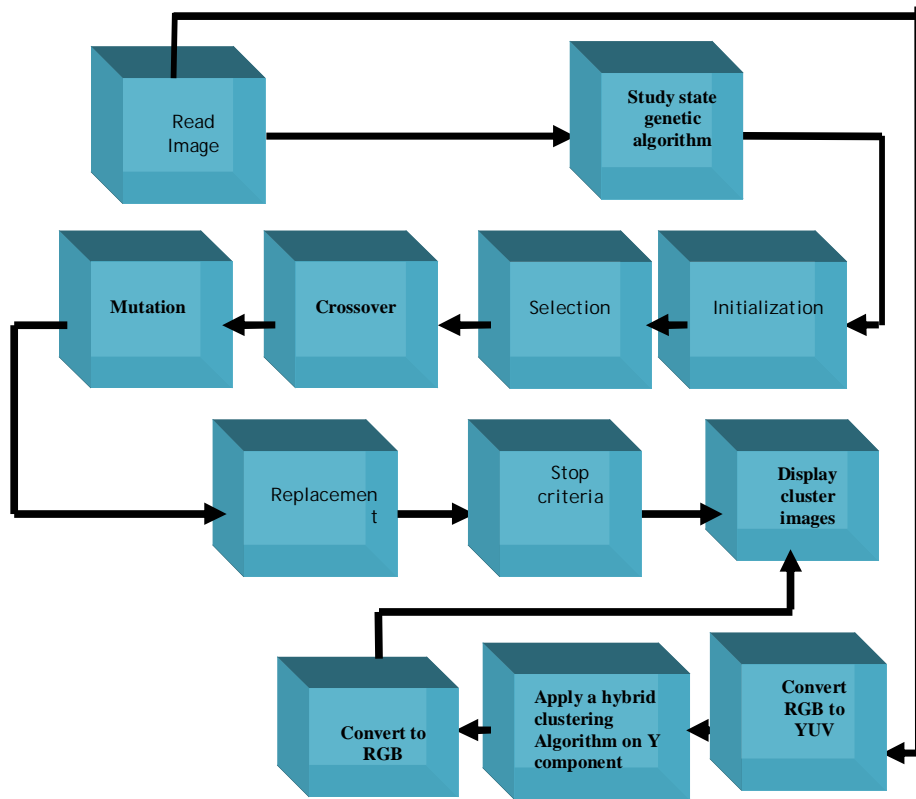 Read
Image
Study state
genetic
algorithm
Mutation
Crossover
Selection
Initialization
Replacemen
t
Stop
criteria
Display
cluster
images
Convert to
RGB
Apply a hybrid
clustering
Algorithm on Y
component
Convert
RGB to
YUV